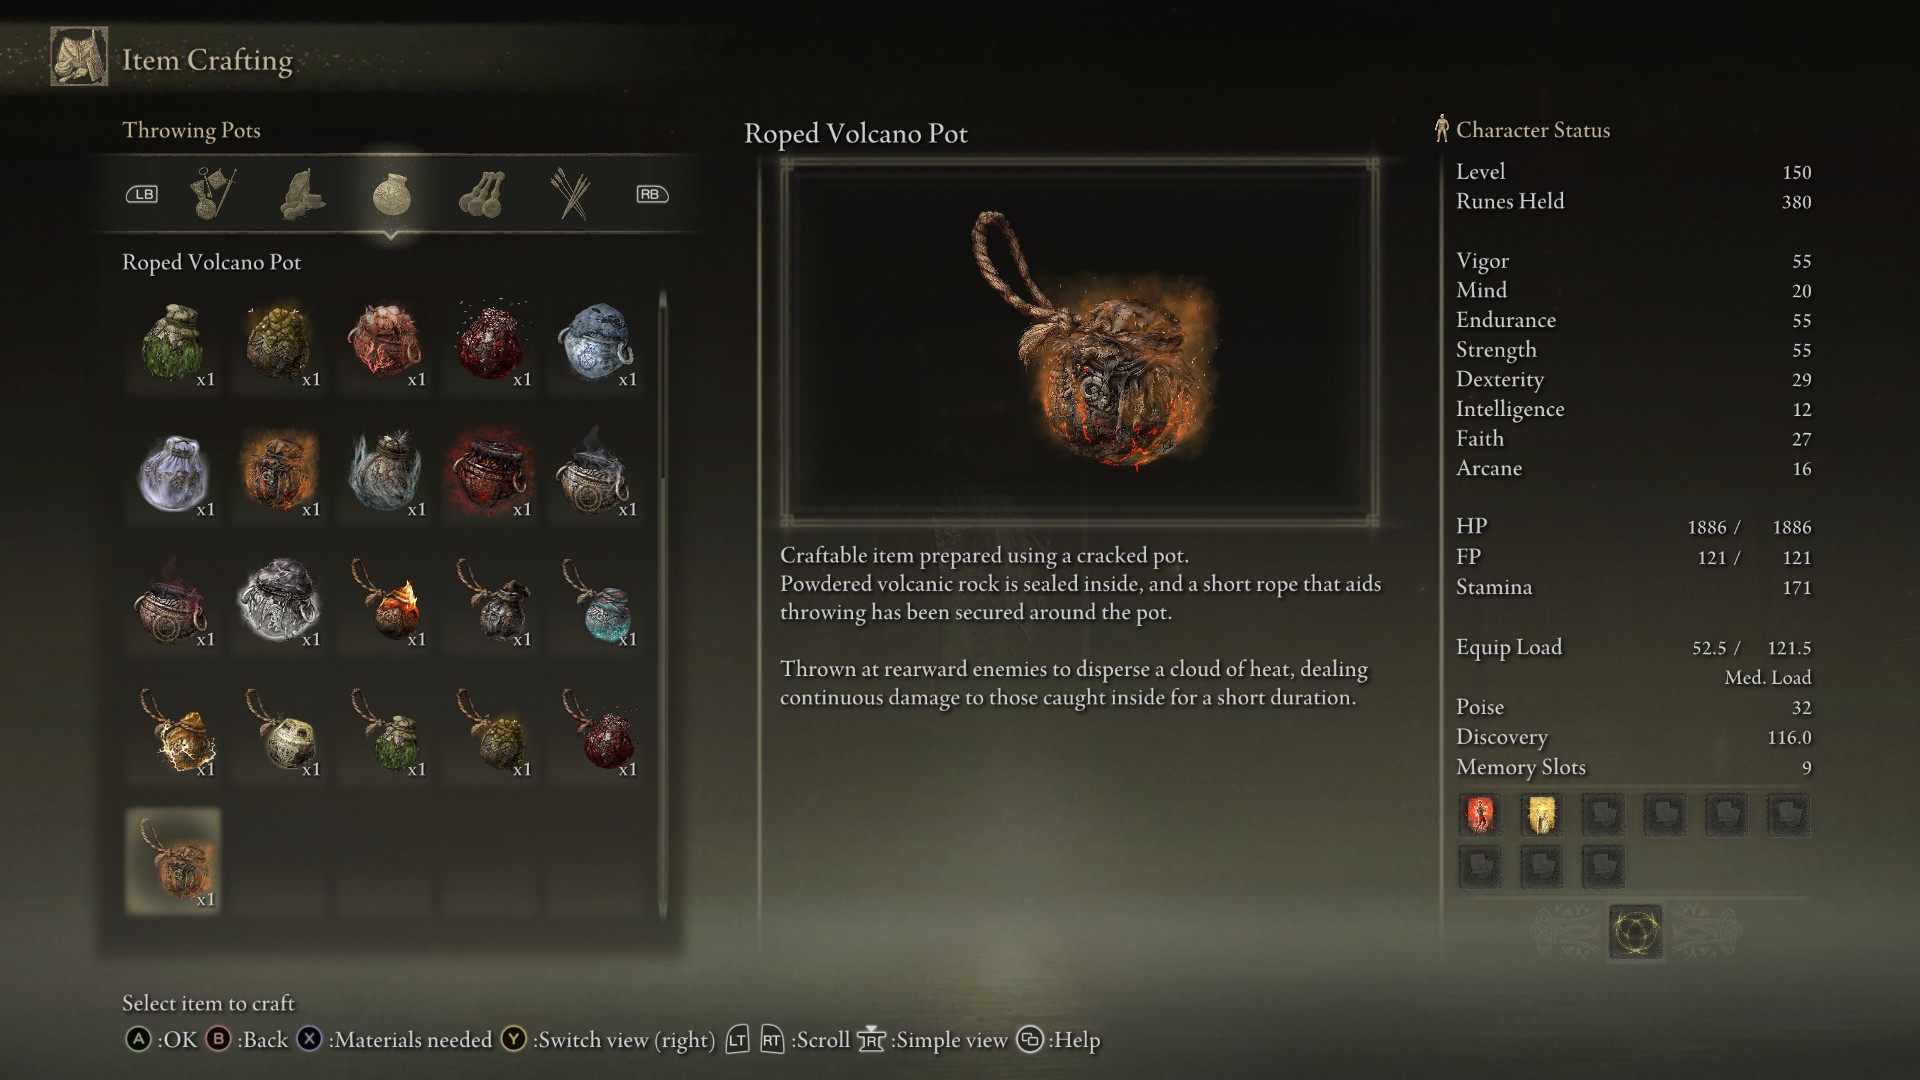 Item Crafting
Throwing Pots
LB
RB
Roped Volcano Pot
x1 x1 x1 x1 x1
x1 x1 x1 x1 x1
x1 x1 x1 x1 x1
x1 x1 x1 x1 x1
x1
Roped Volcano Pot
Craftable item prepared using a cracked pot.
Powdered volcanic rock is sealed inside, and a short rope that aids
throwing has been secured around the pot.
Thrown at rearward enemies to disperse a cloud of heat, dealing
continuous damage to those caught inside for a short duration.
Character Status
Level 150
Runes Held 380
Vigor 55
Mind 20
Endurance 55
Strength 55
Dexterity 29
Intelligence 12
Faith 27
Arcane 16
HP 1886 / 1886
FP 121 / 121
Stamina 171
Equip Load 52.5 / 121.5
Med. Load
Poise 32
Discovery 116.0
Memory Slots 9
Select item to craft
A :OK B :Back X :Materials needed Y :Switch view (right) LT RT :Scroll R :Simple view :Help